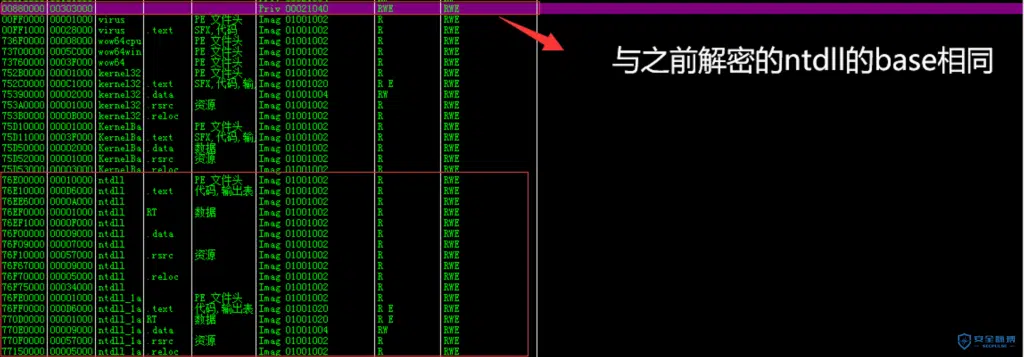 00880000 00303000 Priv 00021040 RWE RWE
00FF0000 00001000 virus PE 文件头 Imag 01001002 R RWE
00FF1000 00028000 virus .text SFX,代码 Imag 01001002 R RWE
736F0000 00008000 wow64cpu PE 文件头 Imag 01001002 R RWE
73700000 0005C000 wow64win PE 文件头 Imag 01001002 R RWE
73760000 0003F000 wow64 PE 文件头 Imag 01001002 R RWE
752B0000 00001000 kernel32 PE 文件头 Imag 01001002 R RWE
752C0000 000C1000 kernel32 .text SFX,代码,输 Imag 01001020 R E RWE
75390000 00002000 kernel32 .data Imag 01001004 RW RWE
753A0000 00001000 kernel32 .rsrc 资源 Imag 01001002 R RWE
753B0000 0000B000 kernel32 .reloc Imag 01001002 R RWE
75D10000 00001000 KernelBa PE 文件头 Imag 01001002 R RWE
75D11000 0003F000 KernelBa .text SFX,代码,输 Imag 01001002 R RWE
75D50000 00002000 KernelBa .data 数据 Imag 01001002 R RWE
75D52000 00001000 KernelBa .rsrc 资源 Imag 01001002 R RWE
75D53000 00003000 KernelBa .reloc Imag 01001002 R RWE
76E00000 00010000 ntdll PE 文件头 Imag 01001002 R RWE
76E10000 000D6000 ntdll .text 代码,输出表 Imag 01001002 R RWE
76EE6000 0000A000 ntdll Imag 01001002 R RWE
76EF0000 00001000 ntdll RT 数据 Imag 01001002 R RWE
76EF1000 0000F000 ntdll Imag 01001002 R RWE
76F00000 00009000 ntdll .data Imag 01001002 R RWE
76F09000 00007000 ntdll Imag 01001002 R RWE
76F10000 00057000 ntdll .rsrc 资源 Imag 01001002 R RWE
76F67000 00009000 ntdll Imag 01001002 R RWE
76F70000 00005000 ntdll .reloc Imag 01001002 R RWE
76F75000 00034000 ntdll Imag 01001002 R RWE
76FE0000 00001000 ntdll_1a PE 文件头 Imag 01001002 R RWE
76FF0000 000D6000 ntdll_1a .text 代码,输出表 Imag 01001020 R E RWE
770D0000 00001000 ntdll_1a RT 数据 Imag 01001020 R E RWE
770E0000 00009000 ntdll_1a .data Imag 01001004 RW RWE
770F0000 00057000 ntdll_1a .rsrc 资源 Imag 01001002 R RWE
77150000 00005000 ntdll_1a .reloc Imag 01001002 R RWE
与之前解密的ntdll的base相同
安全脉搏